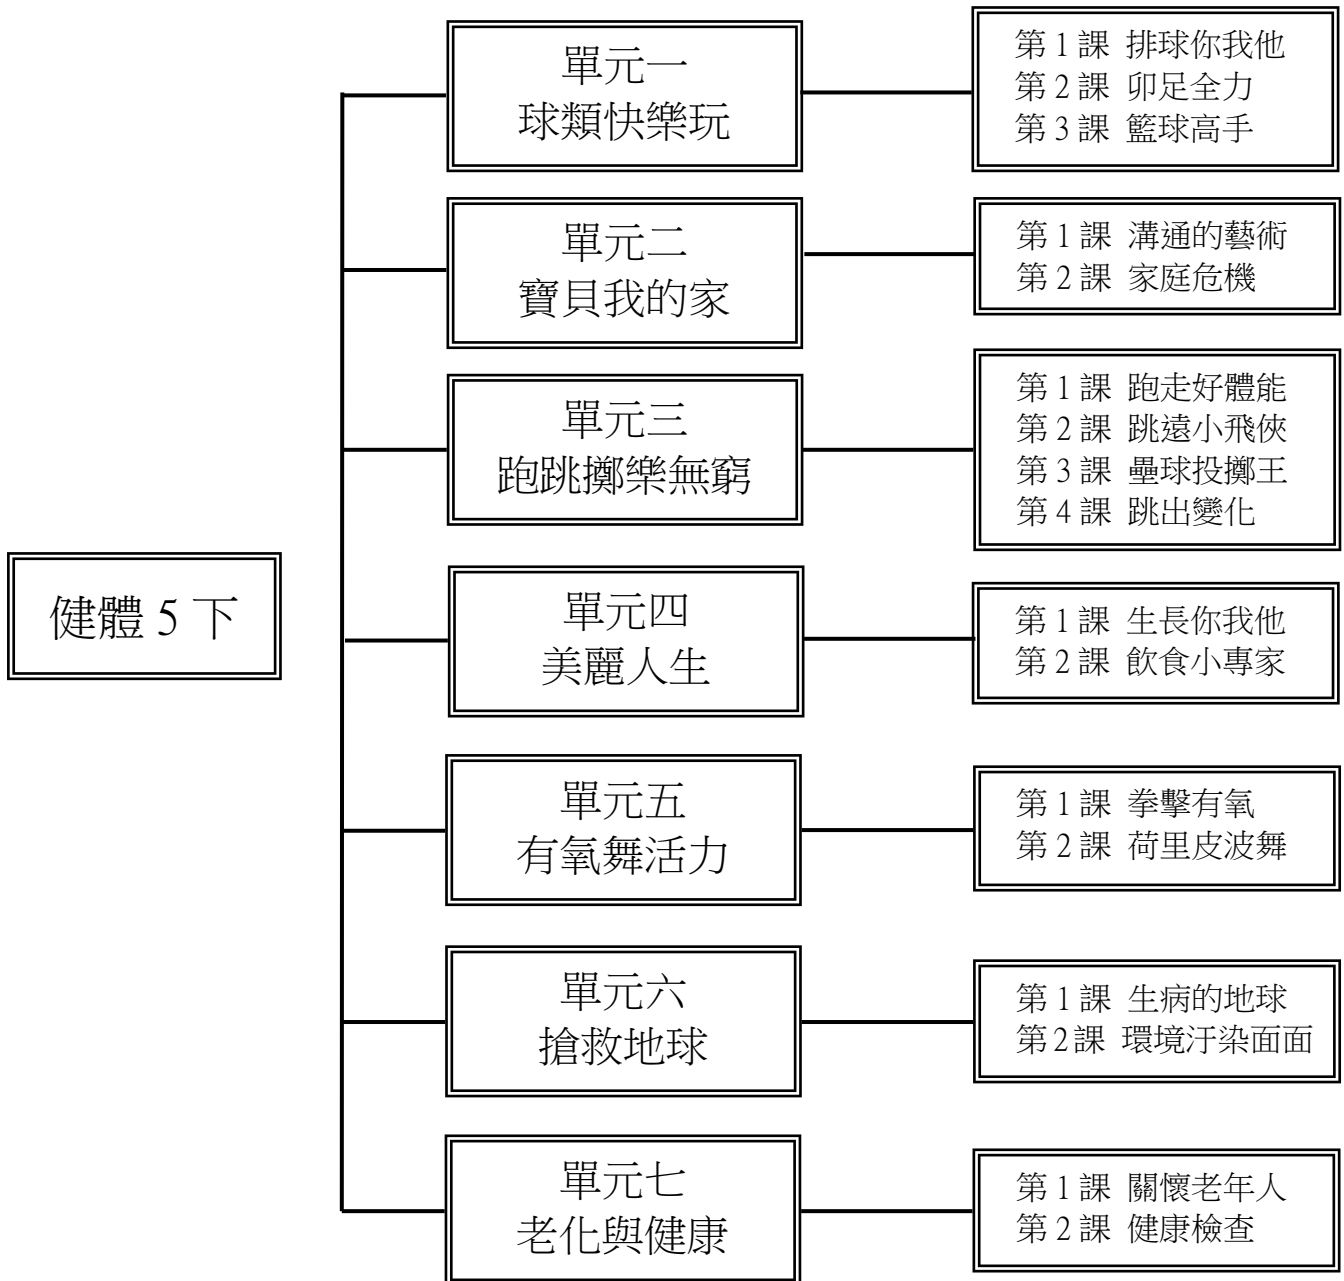 單元一
球類快樂玩
第1課 排球你我他
第2課 卯足全力
第3課 籃球高手
單元二
寶貝我的家
第1課 溝通的藝術
第2課 家庭危機
單元三
跑跳擲樂無窮
第1課 跑走好體能
第2課 跳遠小飛俠
第3課 壘球投擲王
第4課 跳出變化
健體5下
單元四
美麗人生
第1課 生長你我他
第2課 飲食小專家
單元五
有氧舞活力
第1課 拳擊有氧
第2課 荷里皮波舞
單元六
搶救地球
第1課 生病的地球
第2課 環境汙染面面
單元七
老化與健康
第1課 關懷老年人
第2課 健康檢查